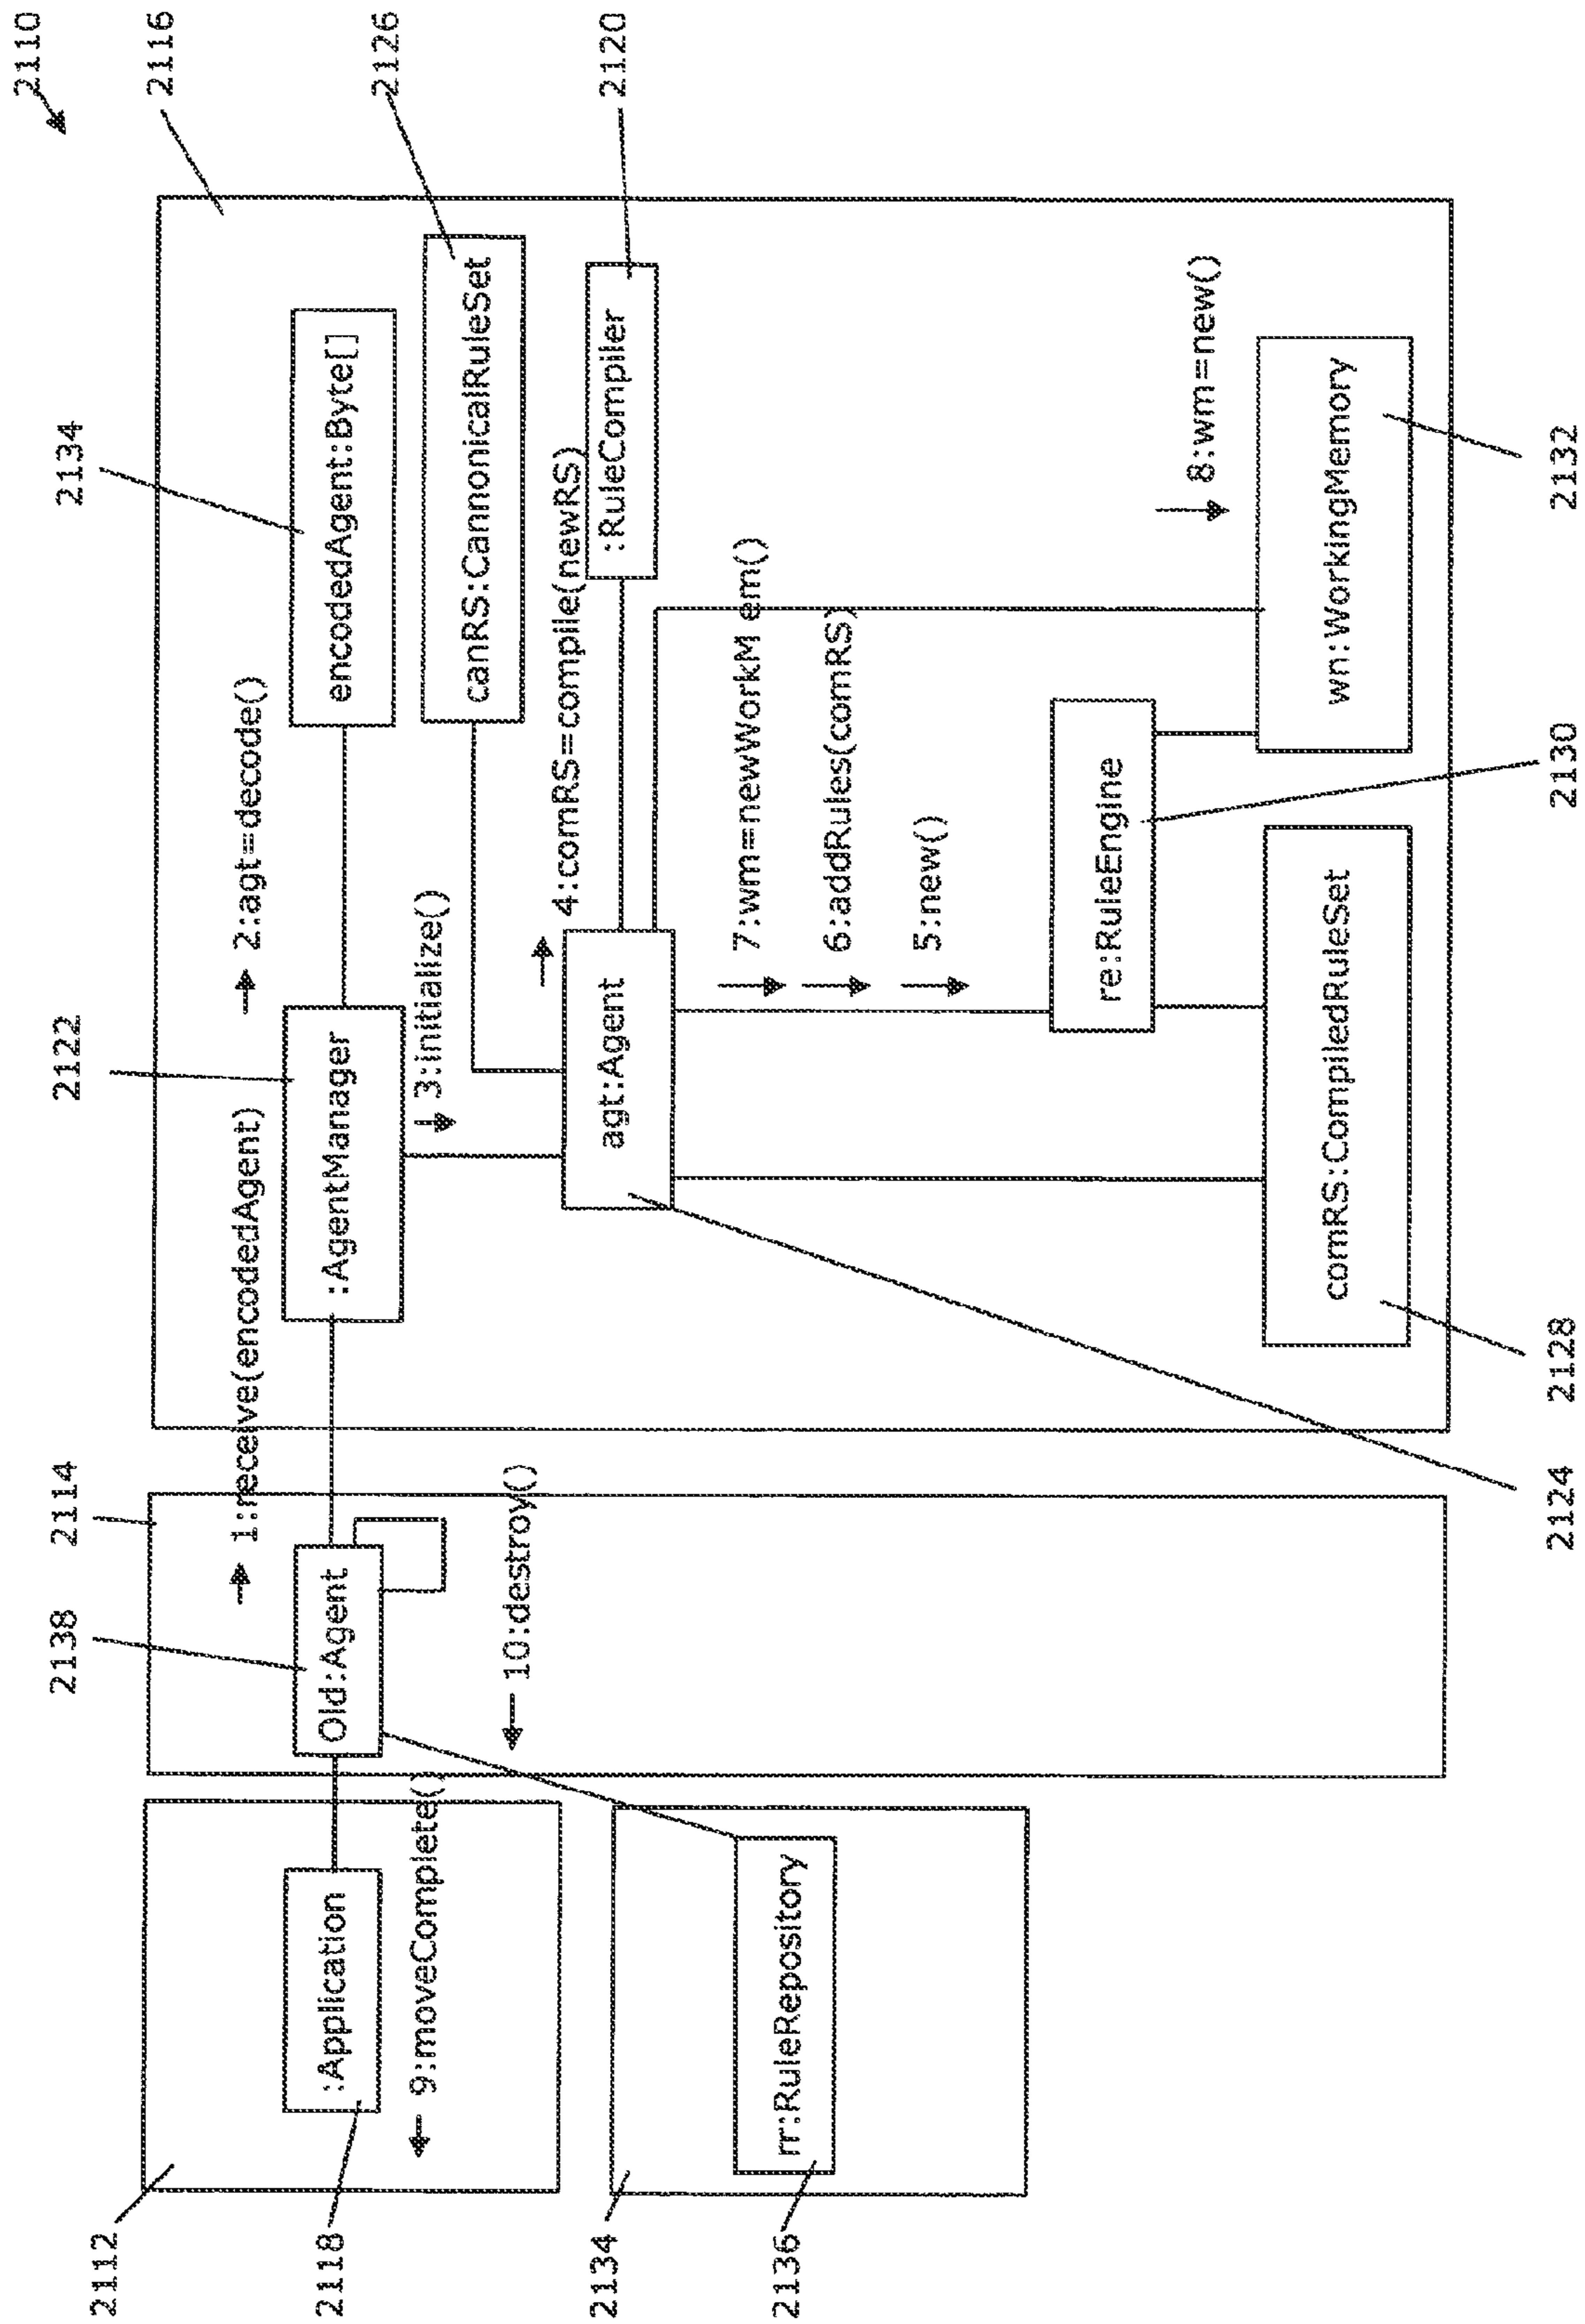 2110
2116
2126
2120
2134
2122
2114
2138
1:receive(encodedAgent)
2:agt=decode()
encodedAgent:Byte[]
:AgentManager
3:initialize()
canRS:CannonicalRuleSet
4:comRS=compile(newRS)
:RuleCompiler
agt:Agent
7:wm=newWorkM em()
6:addRules(comRS)
5:new()
8:wm=new()
re:RuleEngine
wn:WorkingMemory
comRS:CompiledRuleSet
Old:Agent
10:destroy()
:Application
9:moveComplete()
rr:RuleRepository
2112
2118
2134
2136
2124
2128
2130
2132